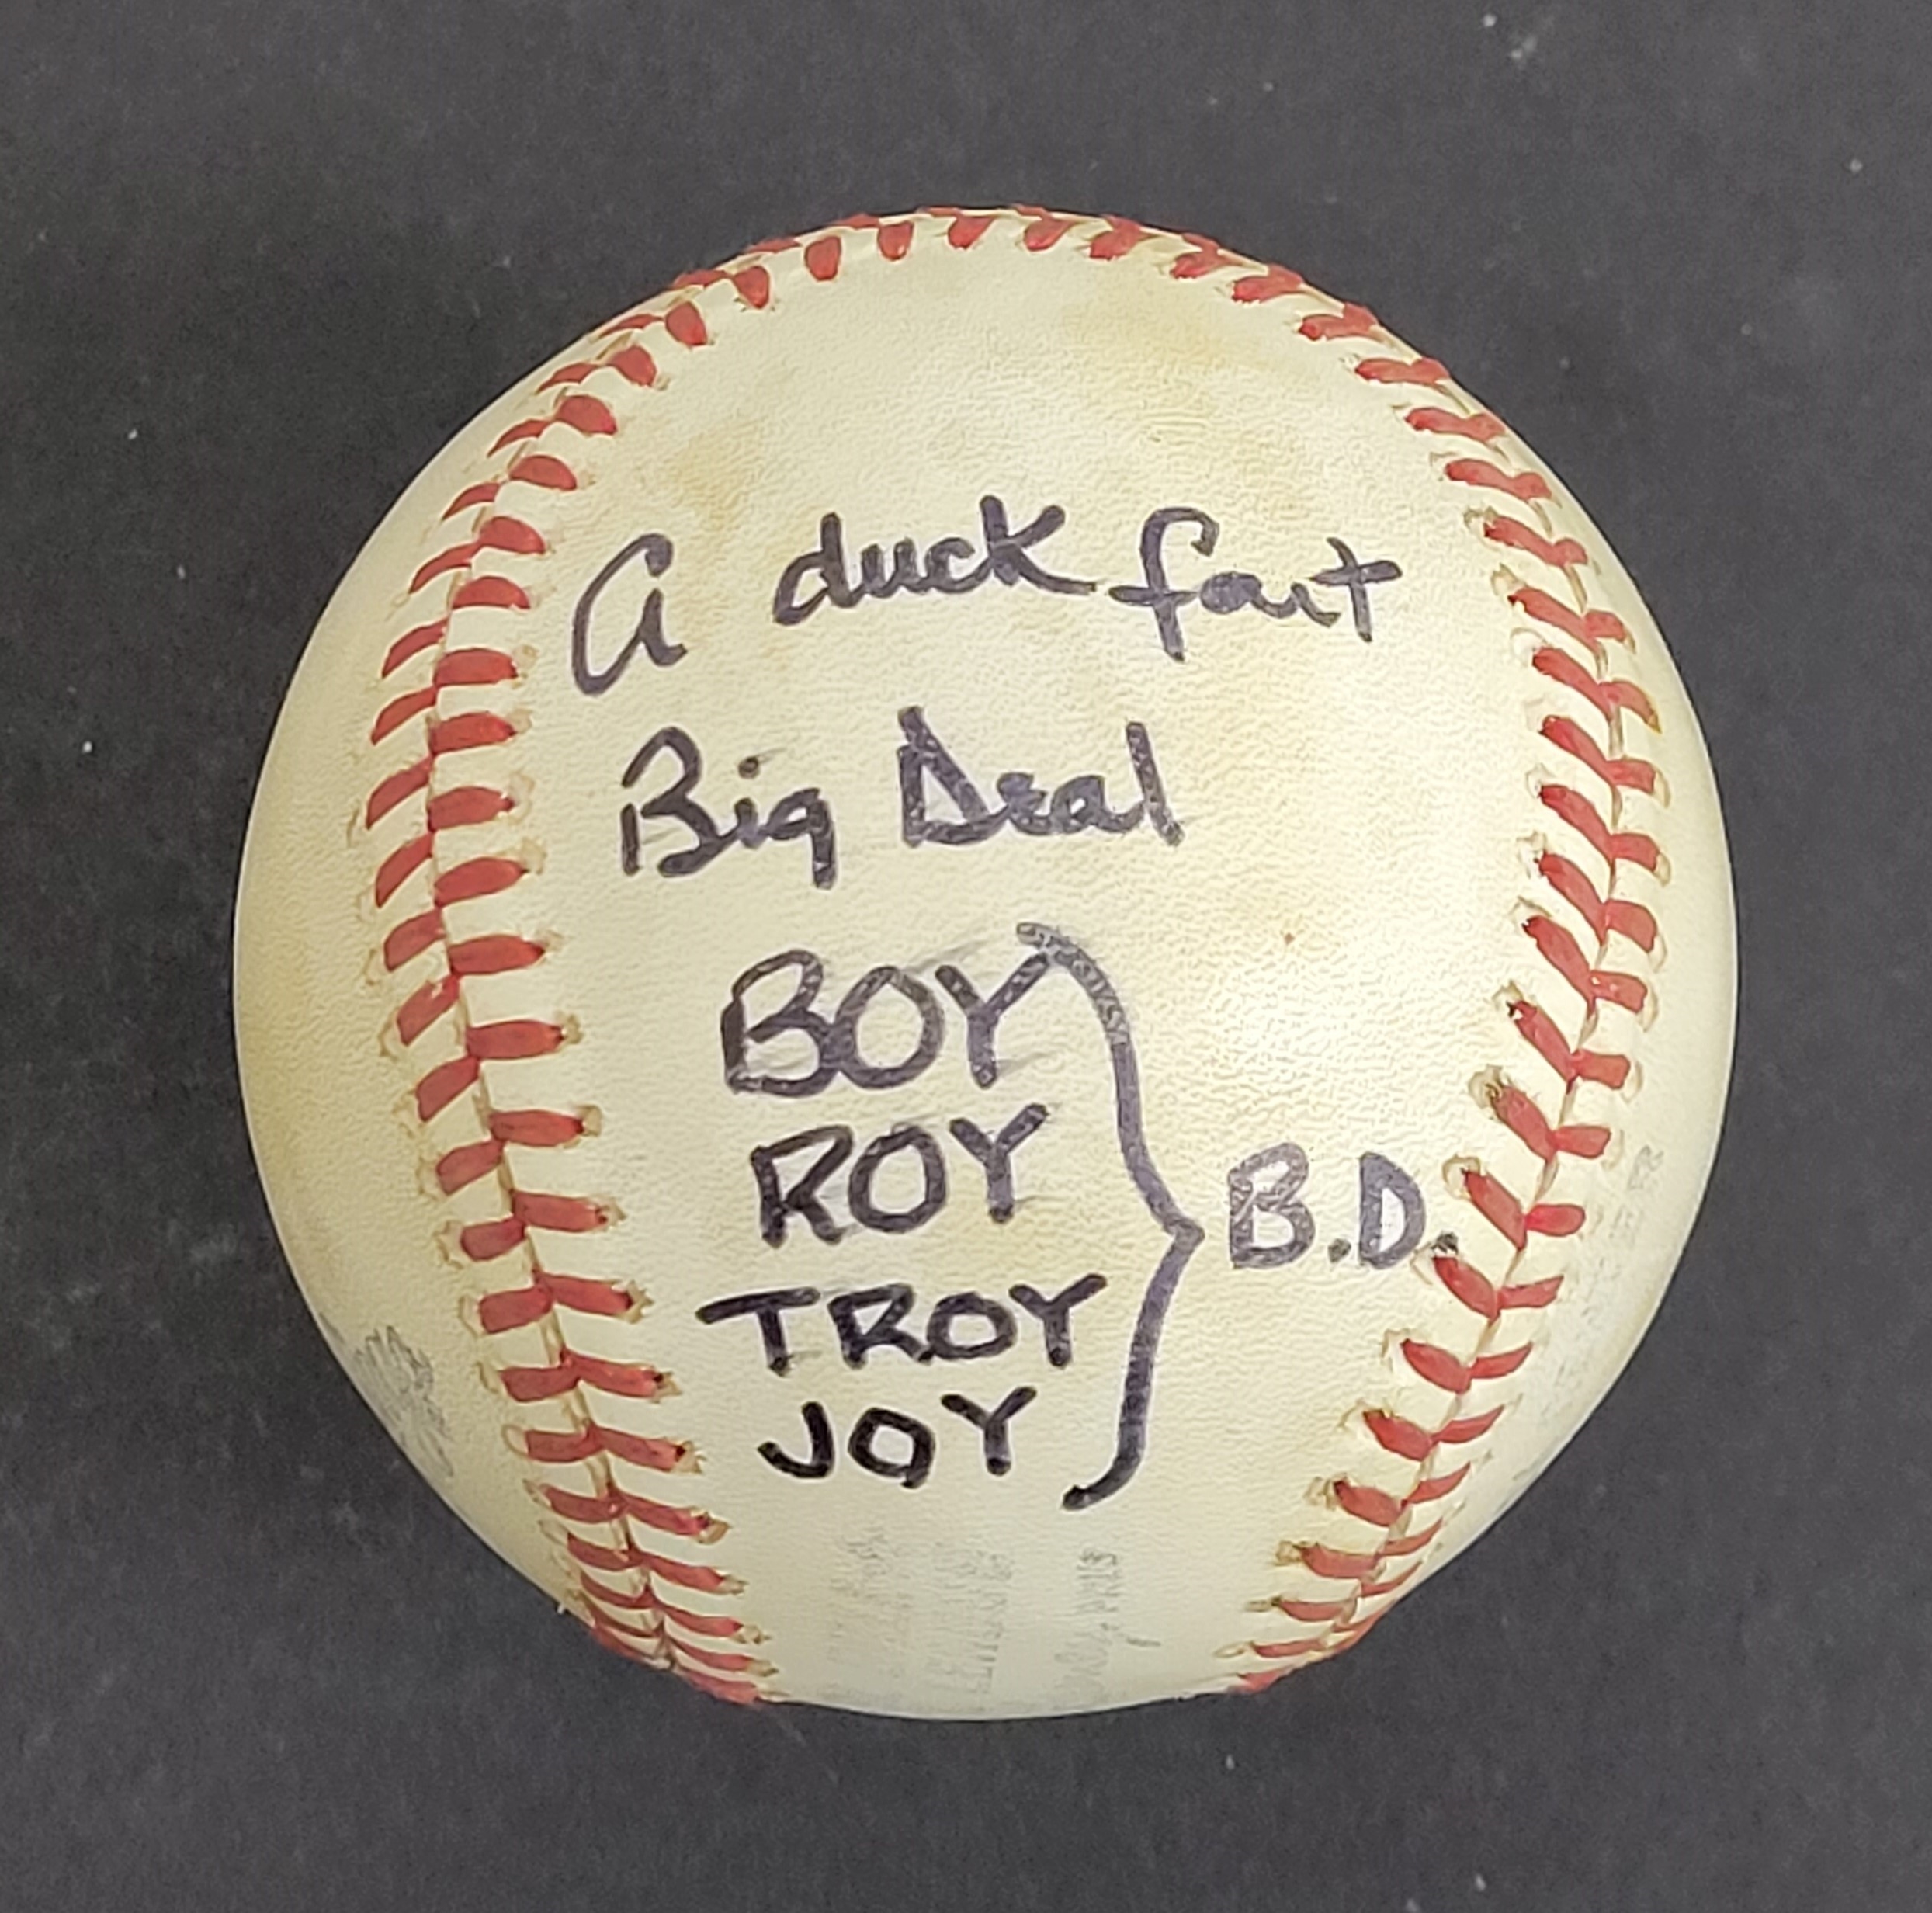 A duck fart
Big Deal
BOY
ROY
TROY
JOY
B.D.